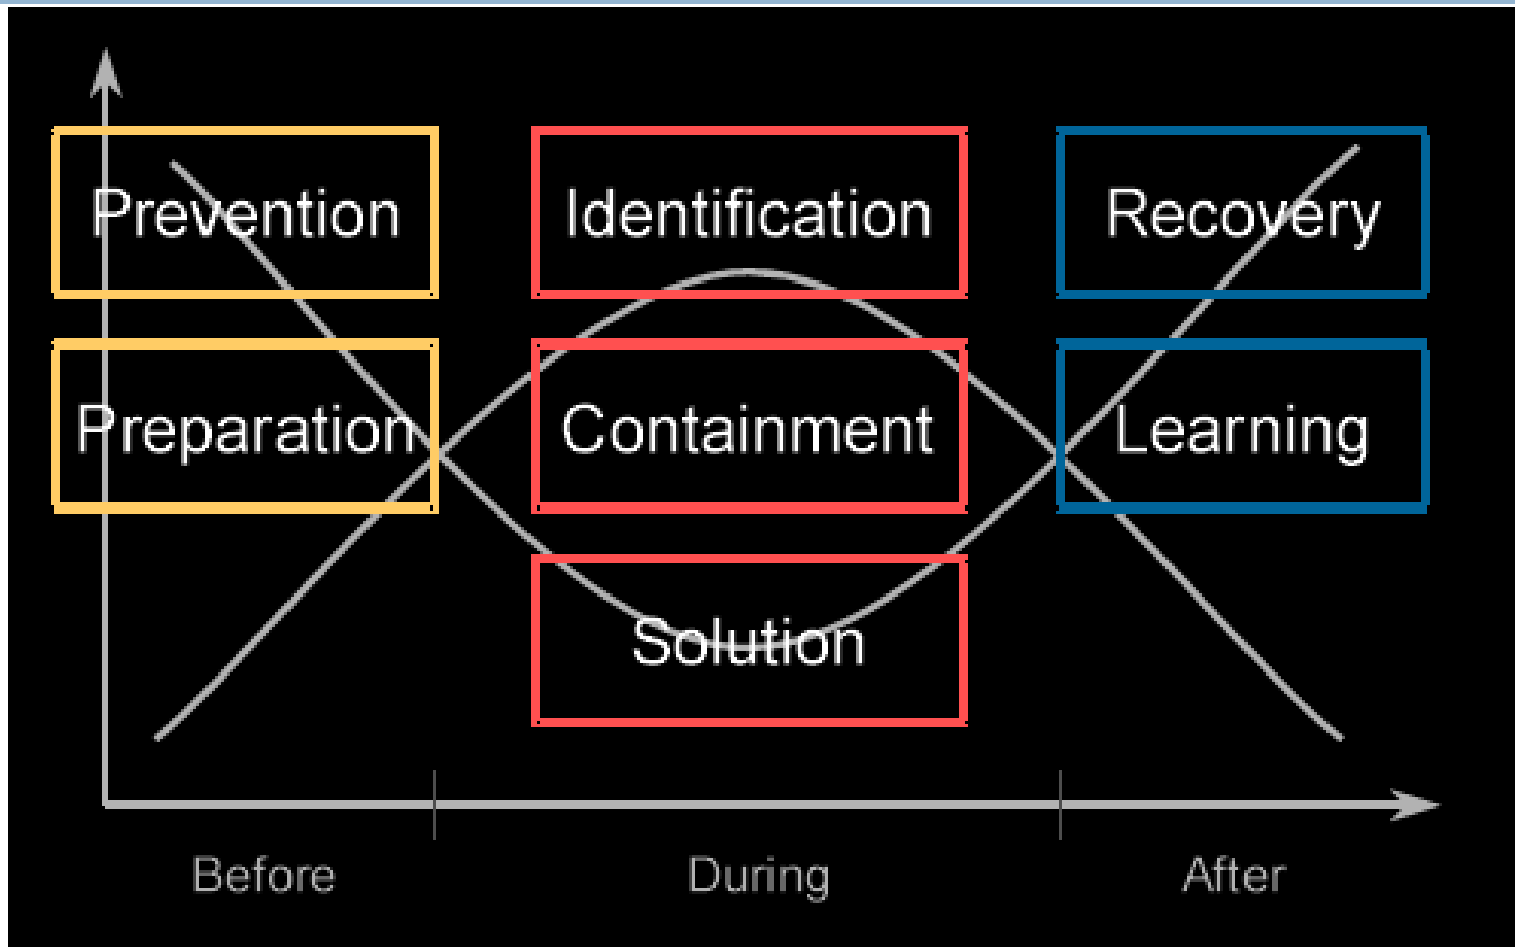 Prevention
Identification
Recovery
Preparation
Containment
Learning
Solution
Before
During
After